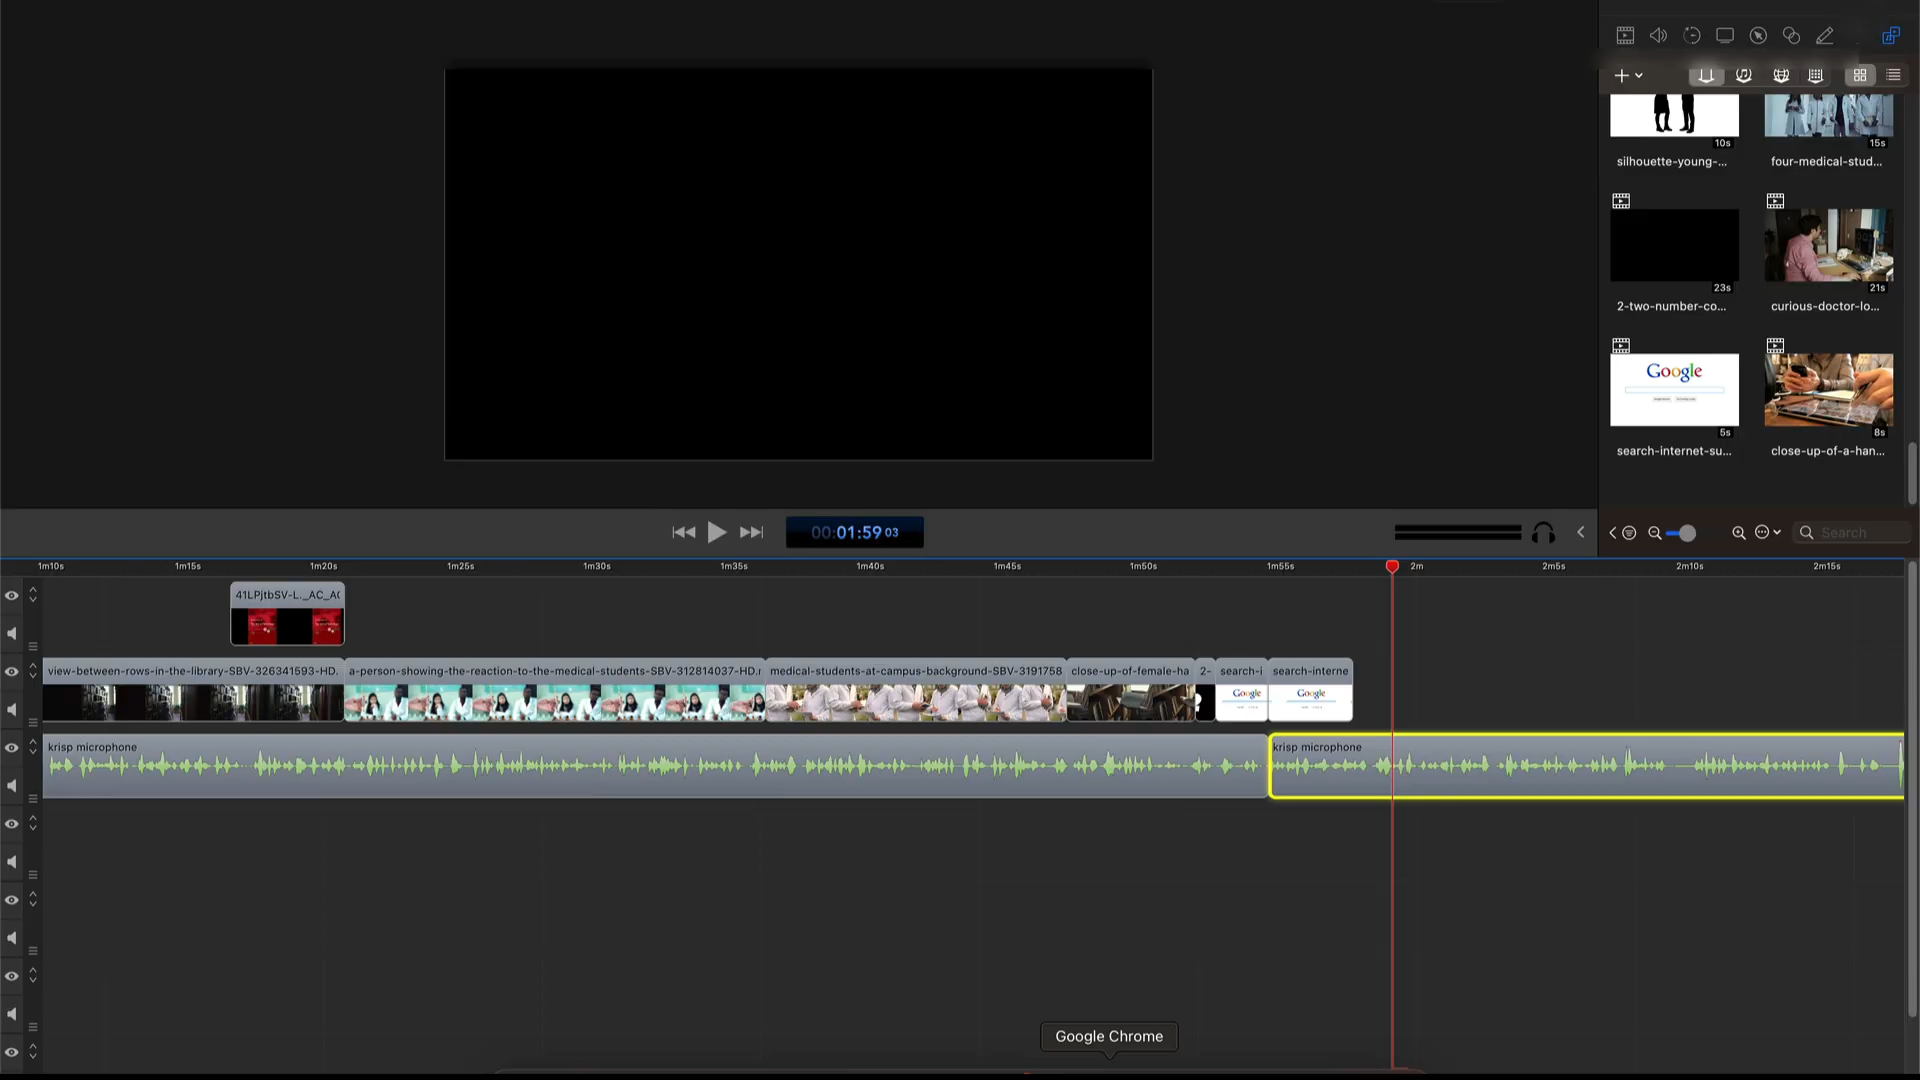 10s
15s
silhouette-young-...
four-medical-stud...
23s
21s
2-two-number-co...
curious-doctor-lo...
Google
5s
8s
search-internet-su...
close-up-of-a-han...
00:01:59 03
Search
1m10s 1m15s 1m20s 1m25s 1m30s 1m35s 1m40s 1m45s 1m50s 1m55s 2m 2m5s 2m10s 2m15s
41LPjtbSV-L._AC_A
view-between-rows-in-the-library-SBV-326341593-HD.
a-person-showing-the-reaction-to-the-medical-students-SBV-312814037-HD.
medical-students-at-campus-background-SBV-3191758
close-up-of-female-ha
2-
search-i
search-interne
Google
Google
krisp microphone
krisp microphone
Google Chrome